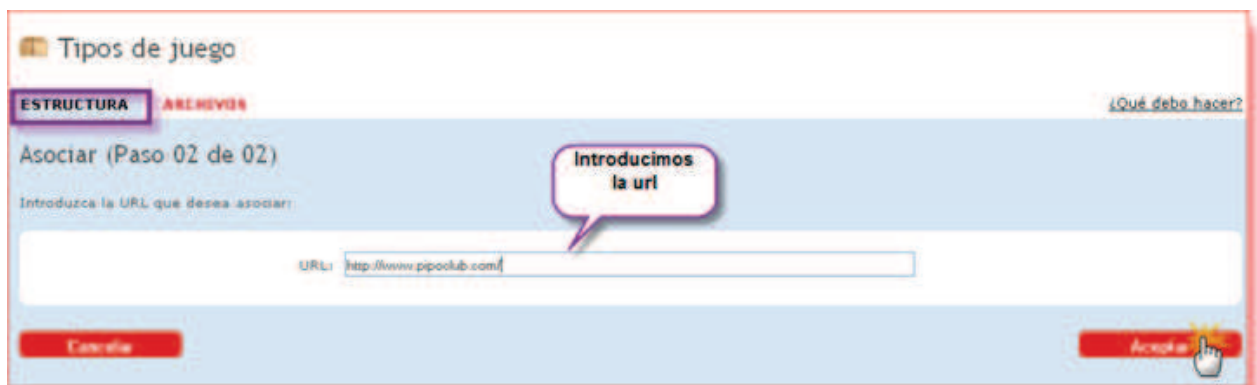 Tipos de juego
ESTRUCTURA ARCHIVOS ¿Qué debo hacer?
Asociar (Paso 02 de 02)
Introducimos
la url
Introduzca la URL que desea asociar:
URL: http://www.pipoclub.com/
Cancelar Aceptar